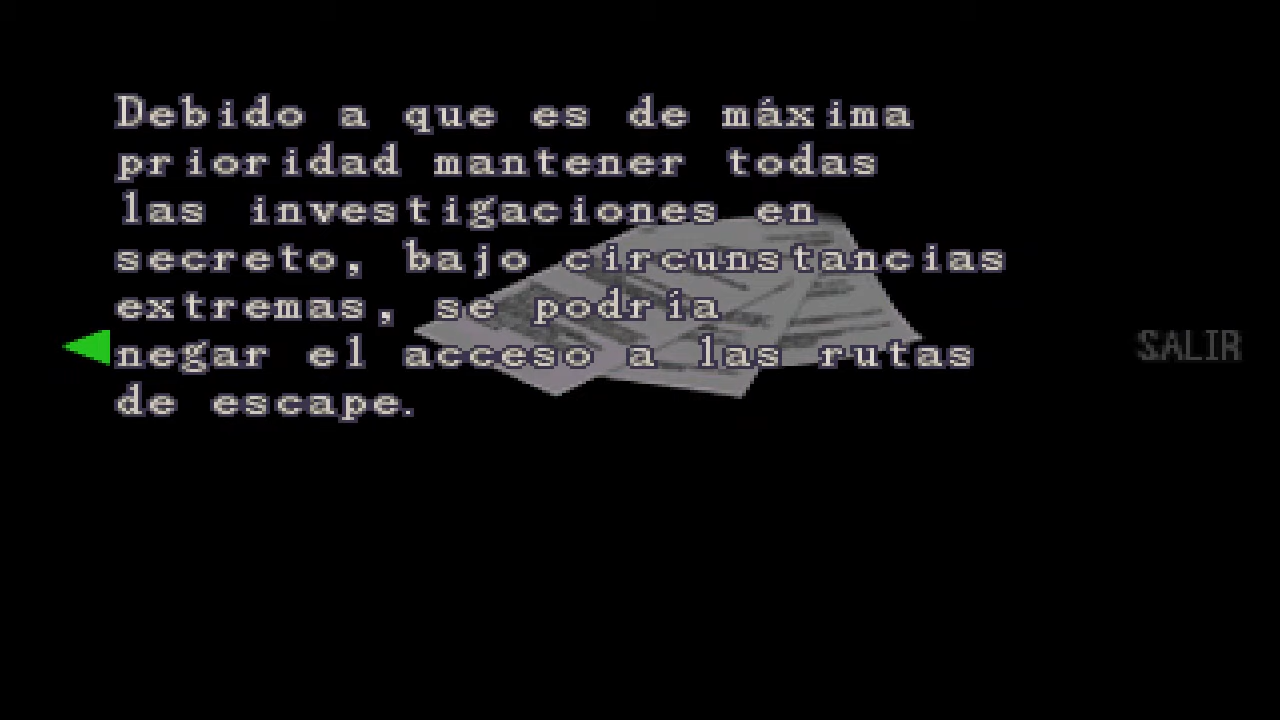 Debido a que es de máxima
prioridad mantener todas
las investigaciones en
secreto, bajo circunstancias
extremas, se podría
negar el acceso a las rutas
de escape.
SALIR